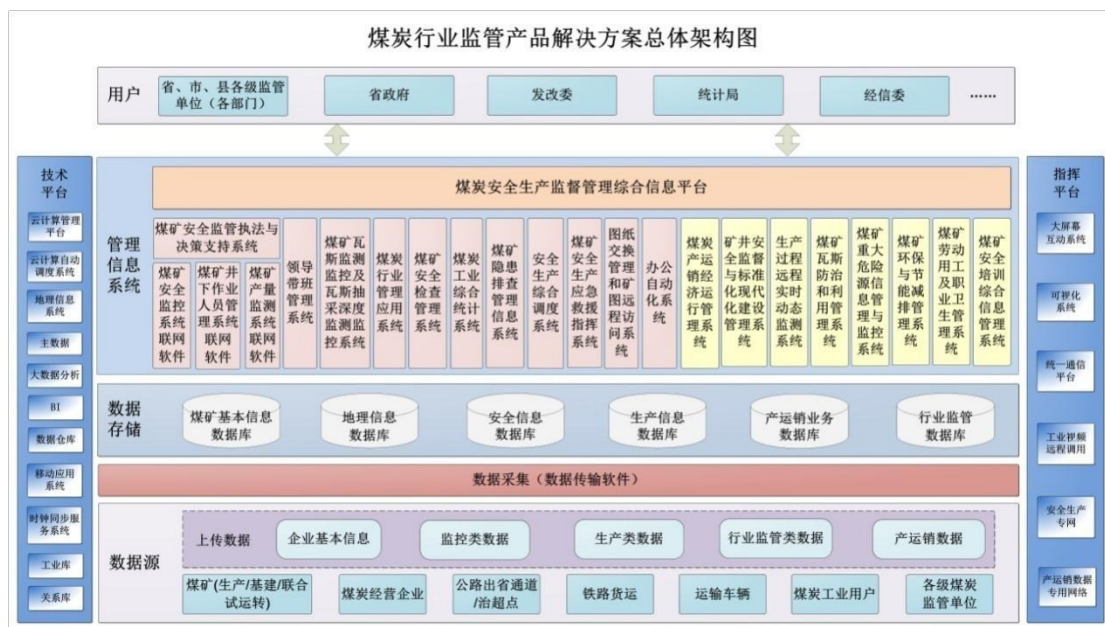 煤炭行业监管产品解决方案总体架构图
用户
省、市、县各级监管
单位（各部门）
省政府
发改委
统计局
经信委
······
技术
平台
云计算管理
平台
云计算自动
调度系统
地理信息
系统
主数据
大数据分析
BI
数据仓库
移动应用
系统
时钟同步服
务系统
工业库
关系库
管理
信息
系统
煤炭安全生产监督管理综合信息平台
煤矿安全监管执法与
决策支持系统
煤矿
安全
监控
系统
联网
软件
煤矿井
下作业
人员管
理系统
联网
软件
煤矿
产量
监测
系统
联网
软件
领导
带班
管理
系统
煤矿瓦
斯监测
监控及
瓦斯抽
采深度
监测监
控系统
煤炭
行业
管理
应用
系统
煤矿
安全
检查
管理
系统
煤炭
工业
综合
统计
系统
煤矿
隐患
排查
管理
信息
系统
安全
生产
综合
调度
系统
煤矿
安全
生产
应急
救援
指挥
系统
图纸
交换
管理
和矿
图远
程访
问系
统
办公
自动
化系
统
煤炭
产运
销经
济运
行管
理系
统
矿井安
全监督
与标准
化现代
化建设
管理系
统
生产
过程
远程
实时
动态
监测
系统
煤矿
瓦斯
防治
和利
用管
理系
统
煤矿
重大
危险
源信
息管
理与
监控
系统
煤矿
环保
与节
能减
排管
理系
统
煤矿
劳动
用工
及职
业卫
生管
理系
统
煤矿
安全
培训
综合
信息
管理
系统
数据
存储
煤矿基本信息
数据库
地理信息
数据库
安全信息
数据库
生产信息
数据库
产运销业务
数据库
行业监管
数据库
数据采集（数据传输软件）
数据源
上传数据
企业基本信息
监控类数据
生产类数据
行业监管类数据
产运销数据
煤矿(生产/基建/联合
试运转)
煤炭经营企业
公路出省通道
/治超点
铁路货运
运输车辆
煤炭工业用户
各级煤炭
监管单位
指挥
平台
大屏幕
互动系统
可视化
系统
统一通信
平台
工业视频
远程调用
安全生产
专网
产运销数据
专用网络